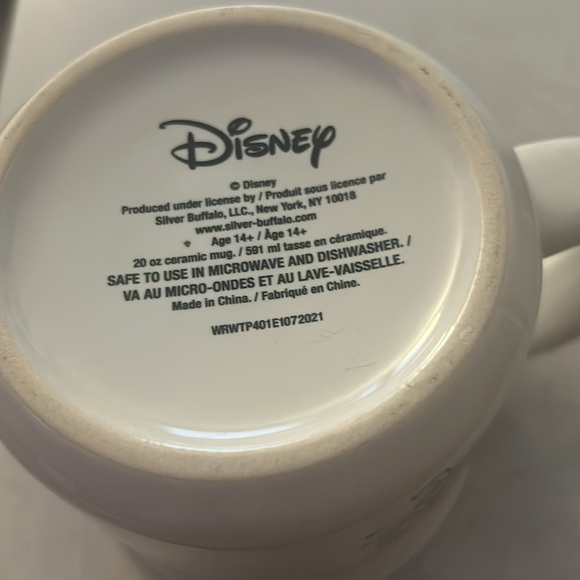 Disney
© Disney
Produced under license by / Produit sous licence par
Silver Buffalo, LLC., New York, NY 10018
www.silver-buffalo.com
Age 14+ / Âge 14+
20 oz ceramic mug. / 591 ml tasse en céramique.
SAFE TO USE IN MICROWAVE AND DISHWASHER. /
VA AU MICRO-ONDES ET AU LAVE-VAISSELLE.
Made in China. / Fabriqué en Chine.
WRWTP401E1072021